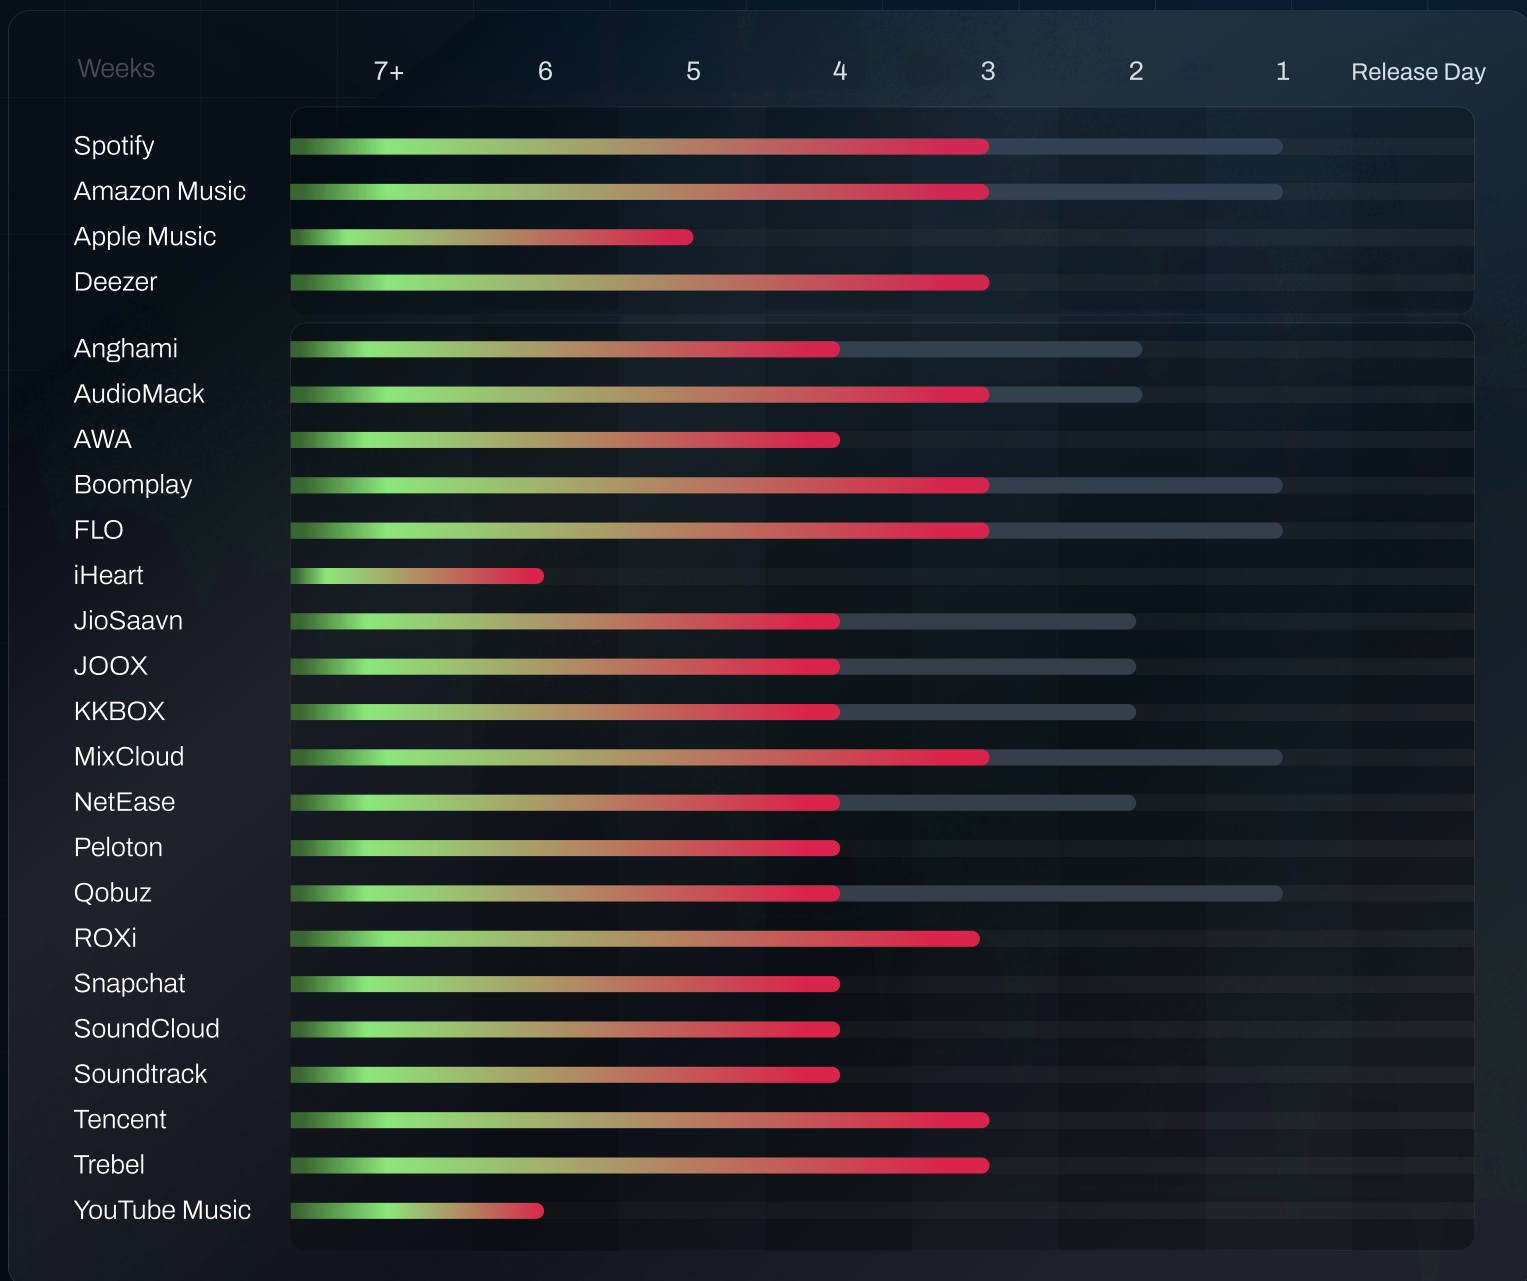 Weeks 7+ 6 5 4 3 2 1 Release Day
Spotify
Amazon Music
Apple Music
Deezer
Anghami
AudioMack
AWA
Boomplay
FLO
iHeart
JioSaavn
JOOX
KKBOX
MixCloud
NetEase
Peloton
Qobuz
ROXi
Snapchat
SoundCloud
Soundtrack
Tencent
Trebel
YouTube Music